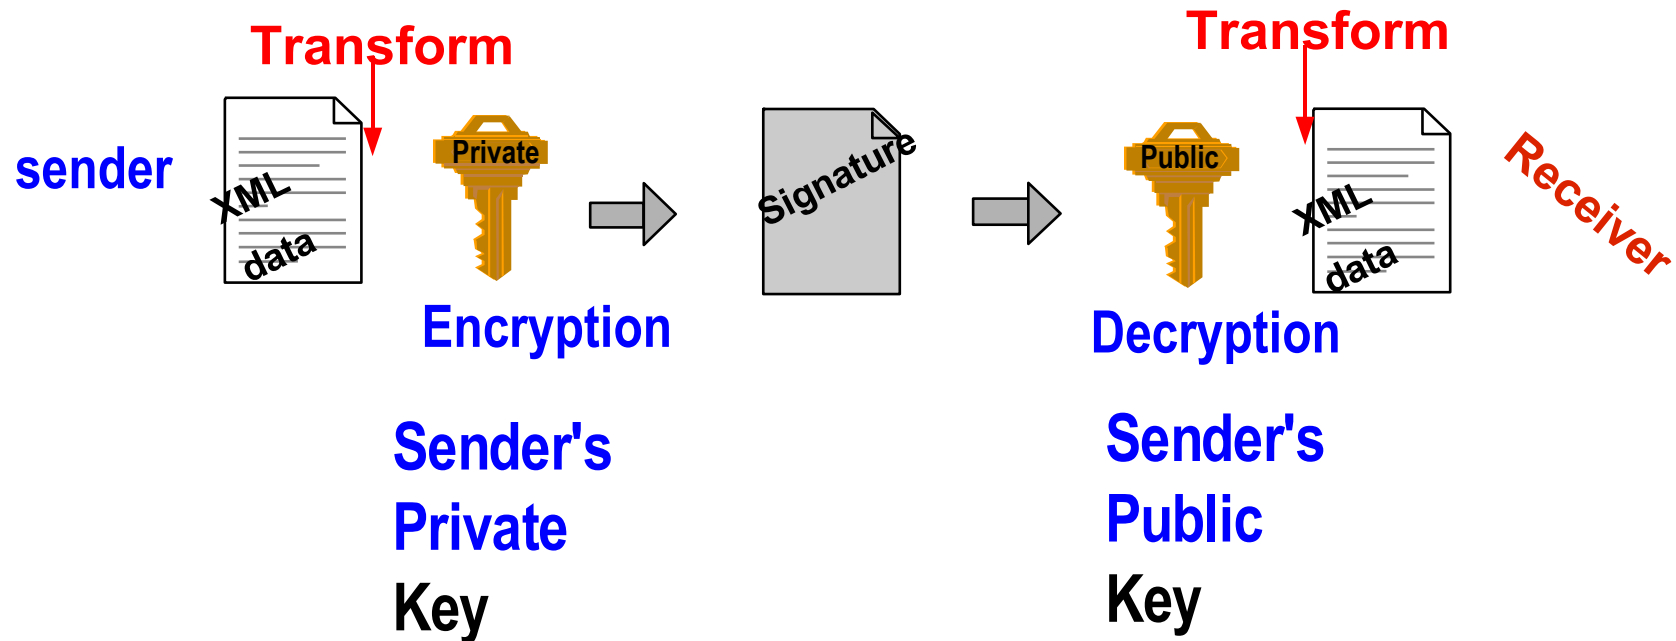 Transform
sender
XML
data
Private
Encryption
Sender's
Private
Key
Signature
Transform
Public
XML
data
Receiver
Decryption
Sender's
Public
Key